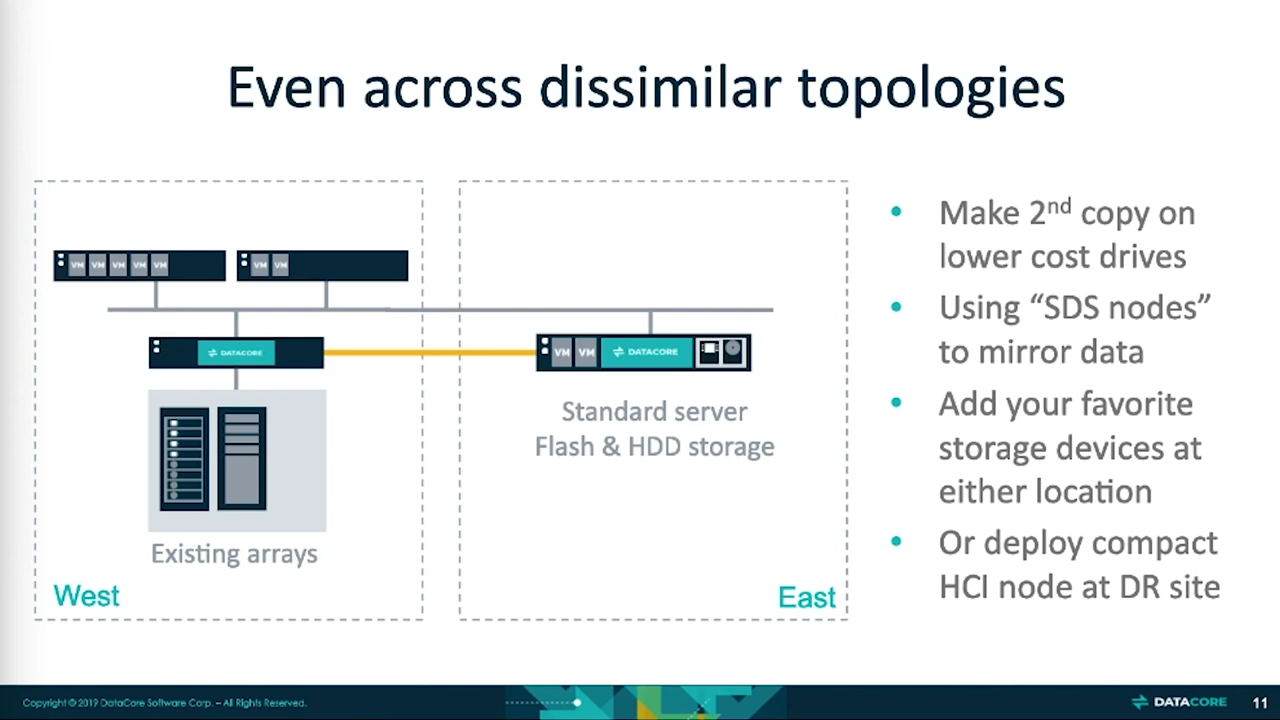 Even across dissimilar topologies
VM VM VM VM VM
VM VM
DATACORE
VM VM DATACORE
Standard server
Flash & HDD storage
Existing arrays
West
East
• Make 2nd copy on
lower cost drives
• Using “SDS nodes”
to mirror data
• Add your favorite
storage devices at
either location
• Or deploy compact
HCI node at DR site
Copyright © 2019 DataCore Software Corp. – All Rights Reserved.
DATACORE
11